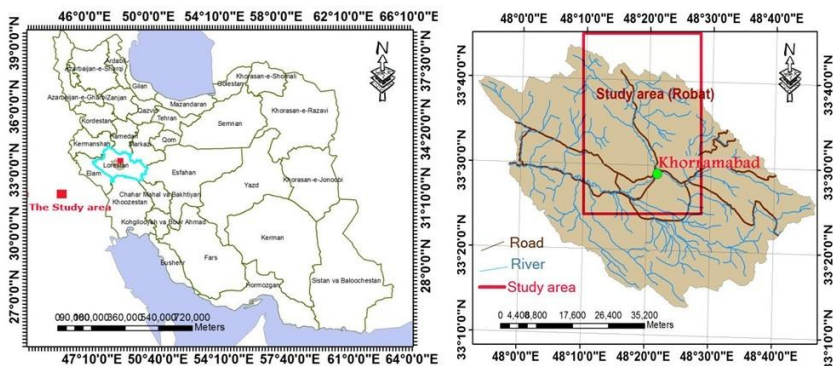 46°0'0"E 50°0'0"E 54°0'0"E 58°0'0"E 62°0'0"E 66°10'0"E
39°0'0"N
36°0'0"N
33°0'0"N
30°0'0"N
27°0'0"N
37°30'0"N
34°20'0"N
31°10'0"N
28°0'0"N
N
Ardabil
Azarbaijan-e-Sharqi
Gilan
Golestan
Khorasan-e-Shomali
Azarbaijan-e-Gharbi
Zanjan
Mazandaran
Qazvin
Tehran
Khorasan-e-Razavi
Kordestan
Semnan
Hamedan
Markazi
Qom
Kermanshah
Lorestan
Elam
Esfahan
Khorasan-e-Jonoobi
Yazd
Chahar Mahal va Bakhtiyari
Khoozestan
The Study area
Kohgilooyeh va Boyer Ahmad
Kerman
Fars
Bushehr
Sistan va Baloochestan
Hormozgan
720,000
Meters
47°10'0"E 50°40'0"E 54°10'0"E 57°40'0"E 61°10'0"E 64°0'0"E
48°0'0"E 48°10'0"E 48°20'0"E 48°30'0"E 48°40'0"E
33°40'0"N
33°30'0"N
33°20'0"N
33°10'0"N
33°40'0"N
33°30'0"N
33°20'0"N
33°10'0"N
N
Study area (Robat)
Khorramabad
Road
River
Study area
0 4,400 8,800 17,600 26,400 35,200
Meters
48°0'0"E 48°10'0"E 48°20'0"E 48°30'0"E 48°40'0"E